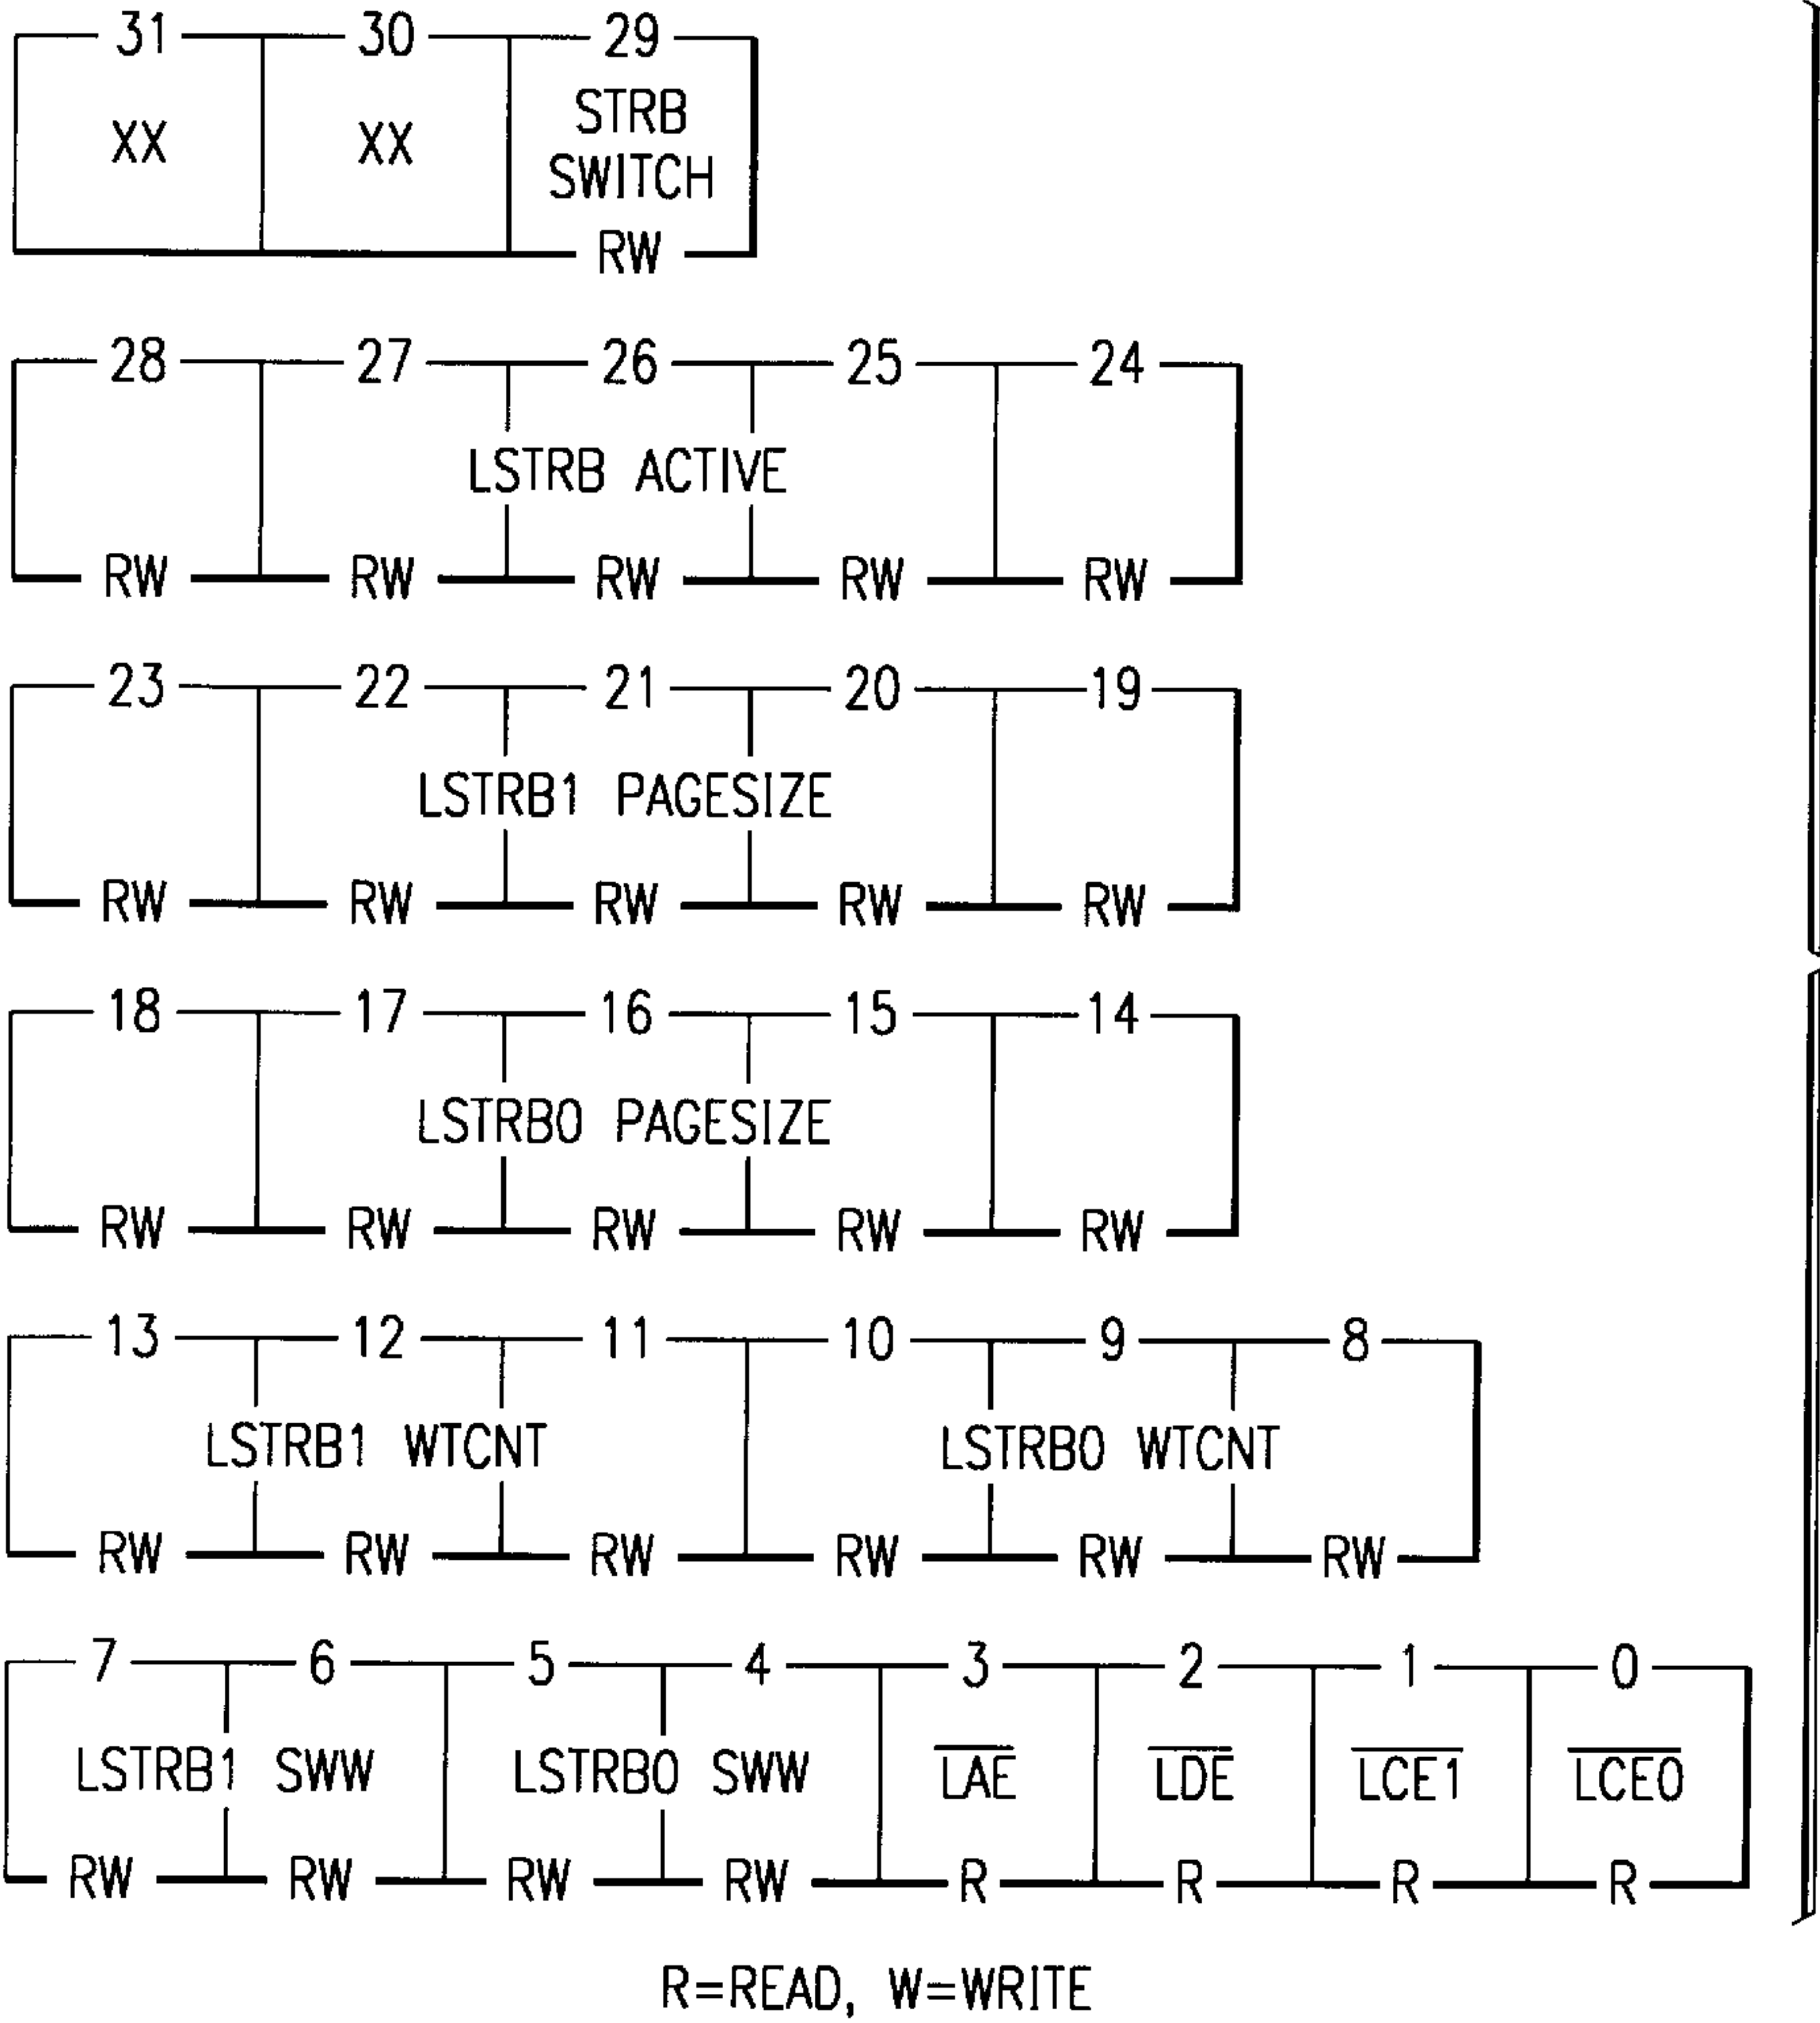 31 30 29
XX XX STRB
SWITCH
RW
28 27 26 25 24
LSTRB ACTIVE
RW RW RW RW RW
23 22 21 20 19
LSTRB1 PAGESIZE
RW RW RW RW RW
18 17 16 15 14
LSTRB0 PAGESIZE
RW RW RW RW RW
13 12 11 10 9 8
LSTRB1 WTCNT LSTRB0 WTCNT
RW RW RW RW RW RW
7 6 5 4 3 2 1 0
LSTRB1 SWW LSTRB0 SWW LAE LDE LCE1 LCE0
RW RW RW RW R R R R
R=READ, W=WRITE